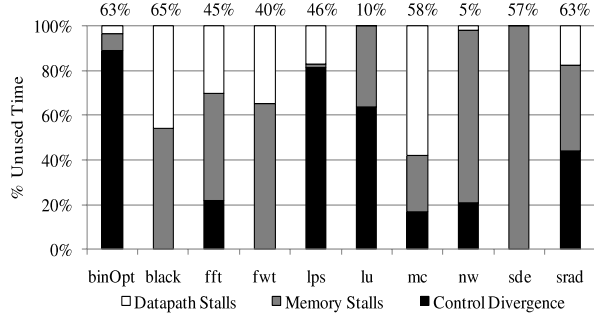 63% 65% 45% 40% 46% 10% 58% 5% 57% 63%
100%
80%
60%
40%
20%
0%
% Unused Time
binOpt black fft fwt lps lu mc nw sde srad
Datapath Stalls Memory Stalls Control Divergence